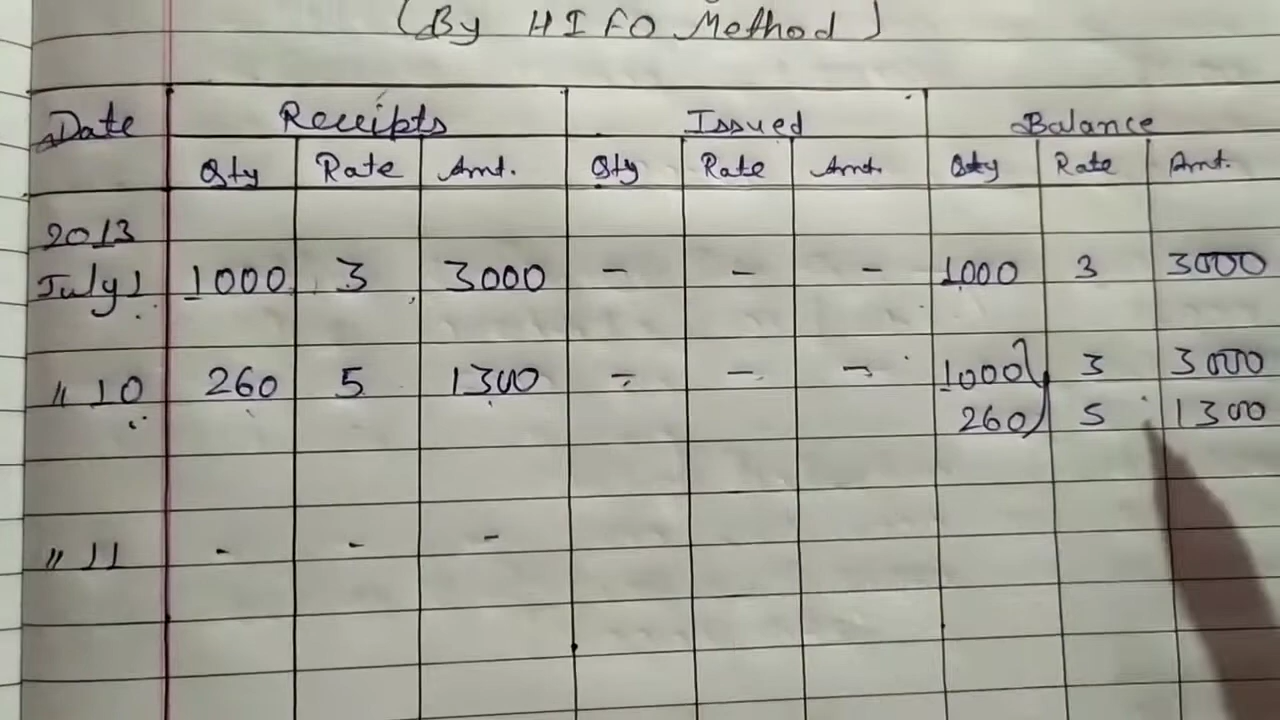 (By HIFO Method)
Date Receipts Issued Balance
Qty Rate Amt. Qty Rate Amt. Qty Rate Amt.
2013
July 1 1000 3 3000 - - - 1000 3 3000
" 10 260 5 1300 - - - 1000 3 3000
260 5 1300
" 11 - - -